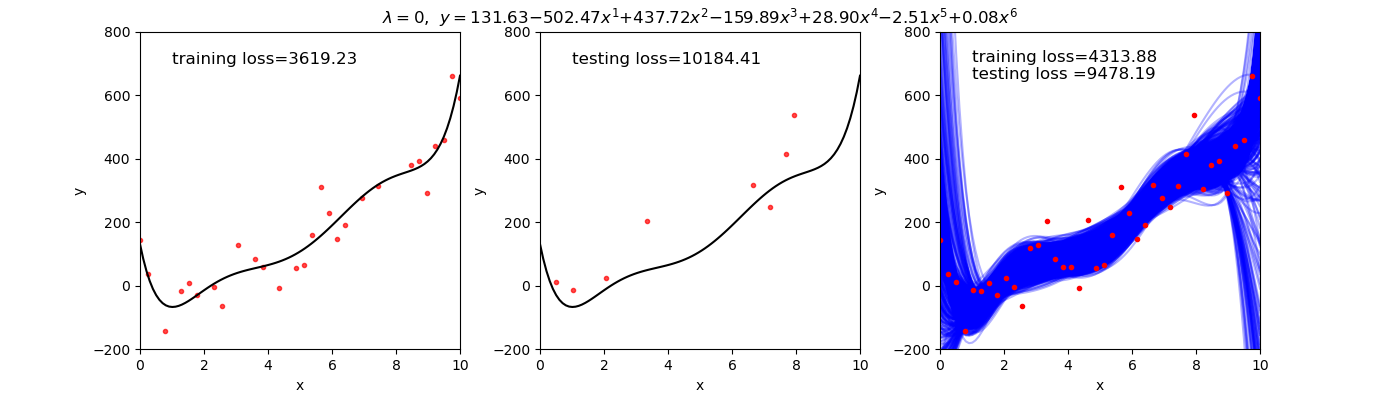 λ = 0,  y = 131.63−502.47x¹+437.72x²−159.89x³+28.90x⁴−2.51x⁵+0.08x⁶
800
600
400
200
0
−200
y
training loss=3619.23
0 2 4 6 8 10
x
800
600
400
200
0
−200
y
testing loss=10184.41
0 2 4 6 8 10
x
800
600
400
200
0
−200
y
training loss=4313.88
testing loss =9478.19
0 2 4 6 8 10
x